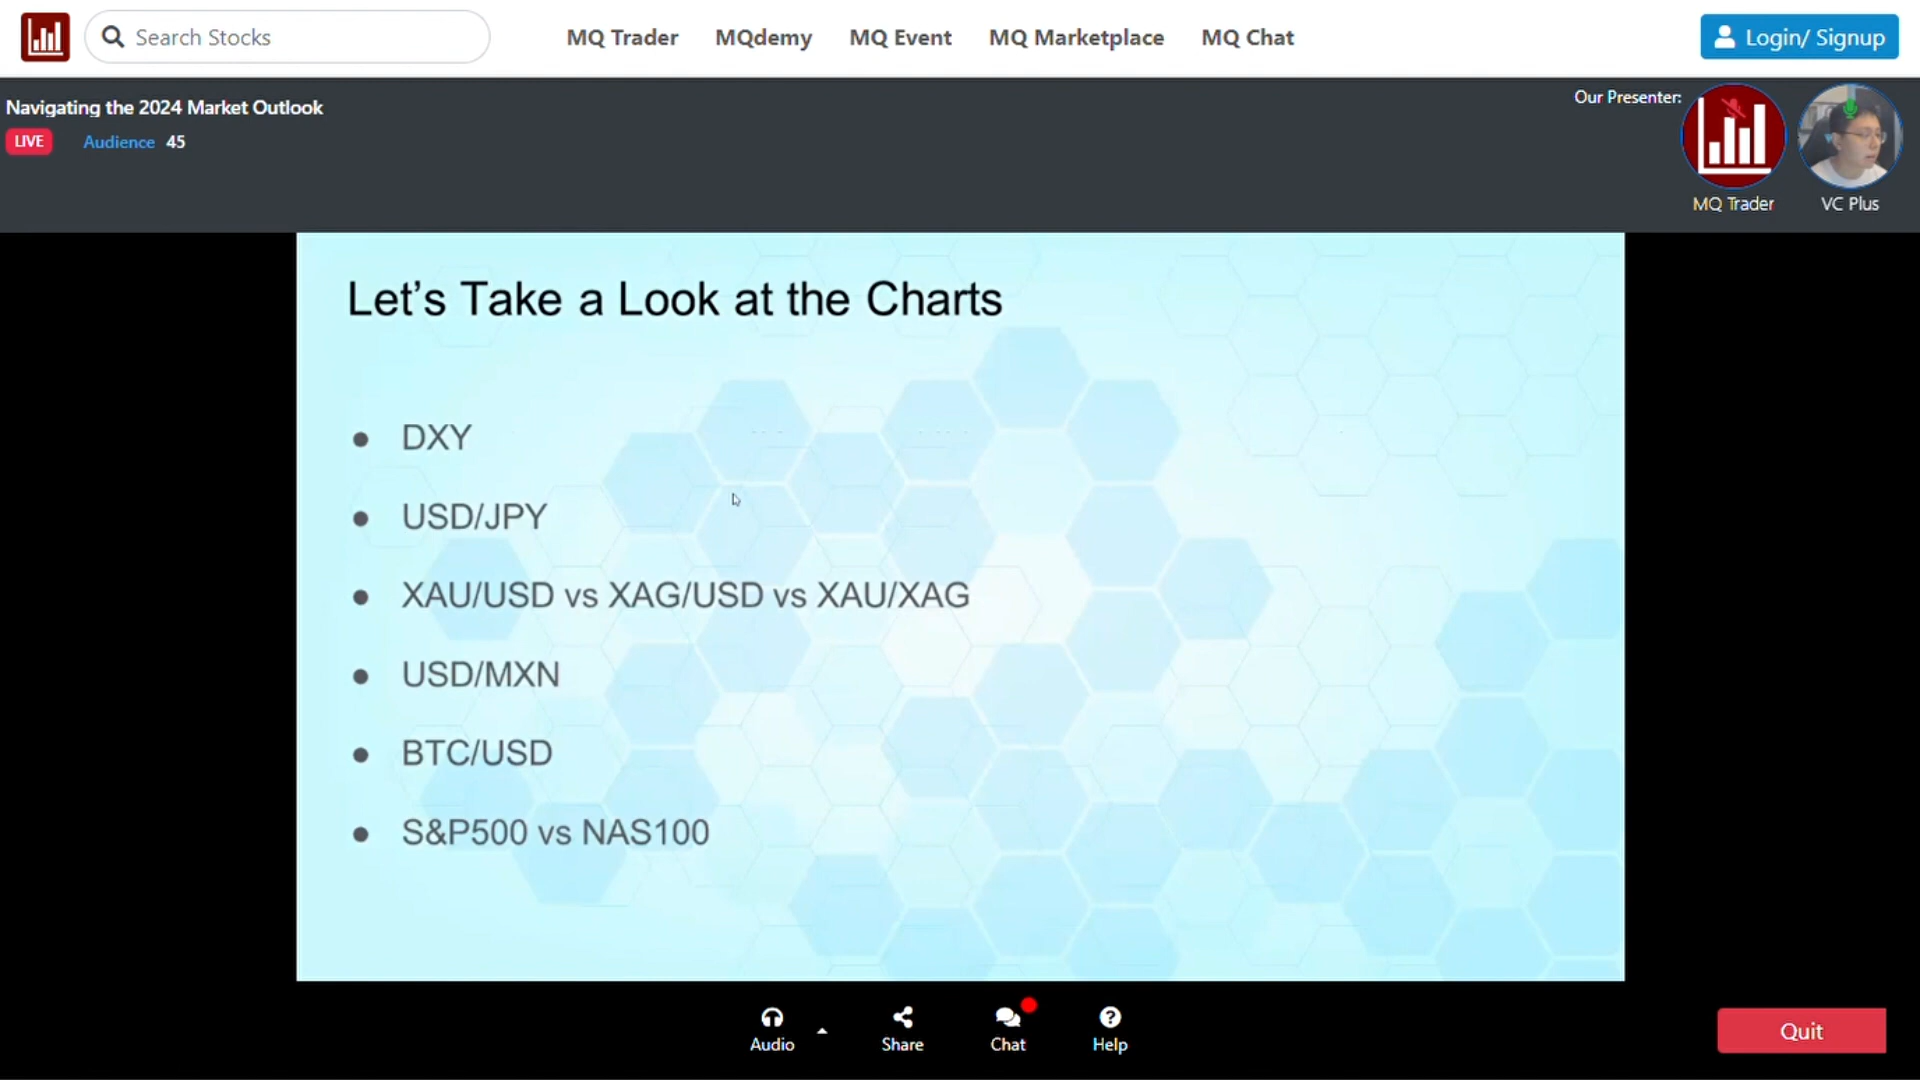 Search Stocks
MQ Trader
MQdemy
MQ Event
MQ Marketplace
MQ Chat
Login/ Signup
Navigating the 2024 Market Outlook
LIVE
Audience 45
Our Presenter:
MQ Trader
VC Plus
Let's Take a Look at the Charts
● DXY
● USD/JPY
● XAU/USD vs XAG/USD vs XAU/XAG
● USD/MXN
● BTC/USD
● S&P500 vs NAS100
Audio
Share
Chat
Help
Quit